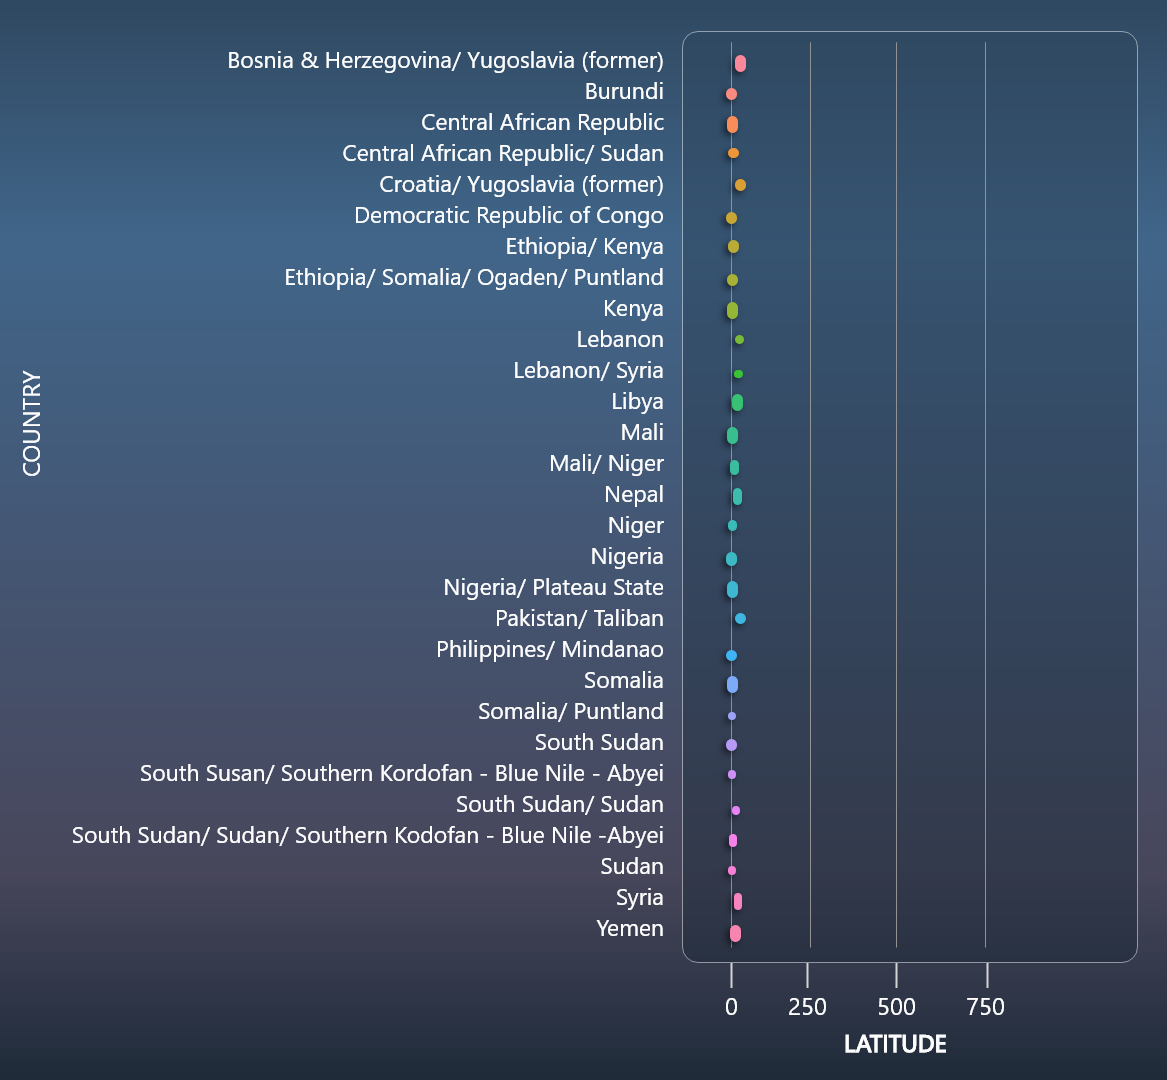 Bosnia & Herzegovina/ Yugoslavia (former)
Burundi
Central African Republic
Central African Republic/ Sudan
Croatia/ Yugoslavia (former)
Democratic Republic of Congo
Ethiopia/ Kenya
Ethiopia/ Somalia/ Ogaden/ Puntland
Kenya
Lebanon
Lebanon/ Syria
Libya
Mali
Mali/ Niger
Nepal
Niger
Nigeria
Nigeria/ Plateau State
Pakistan/ Taliban
Philippines/ Mindanao
Somalia
Somalia/ Puntland
South Sudan
South Susan/ Southern Kordofan - Blue Nile - Abyei
South Sudan/ Sudan
South Sudan/ Sudan/ Southern Kodofan - Blue Nile -Abyei
Sudan
Syria
Yemen
COUNTRY
0 250 500 750
LATITUDE